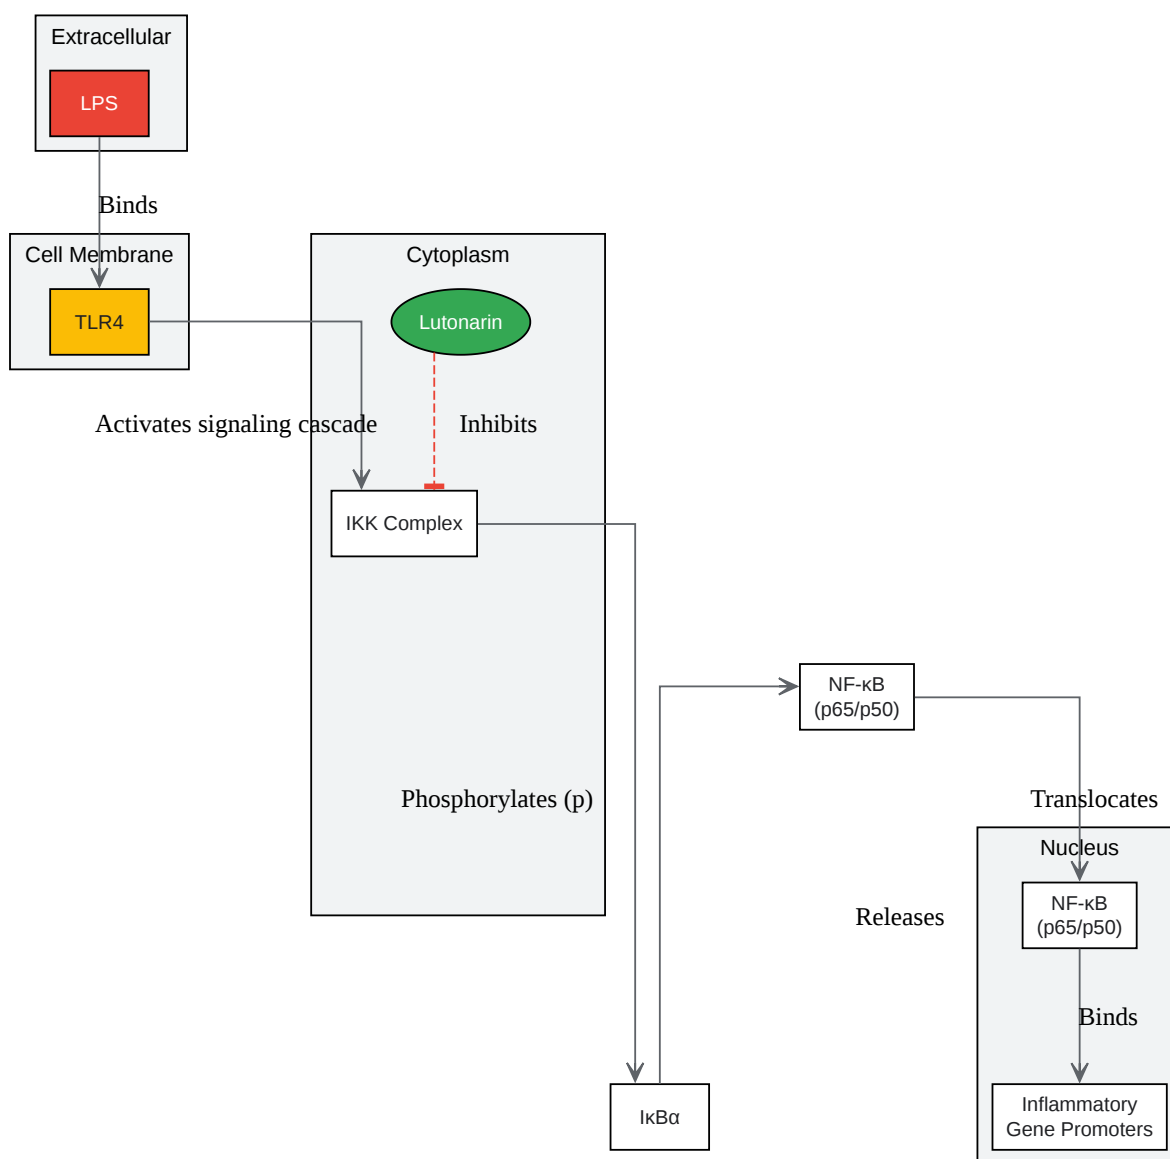 Extracellular
LPS
Binds
Cell Membrane
TLR4
Cytoplasm
Lutonarin
Activates signaling cascade
Inhibits
IKK Complex
NF-κB
(p65/p50)
Phosphorylates (p)
Translocates
Nucleus
NF-κB
(p65/p50)
Releases
Binds
IκBα
Inflammatory
Gene Promoters